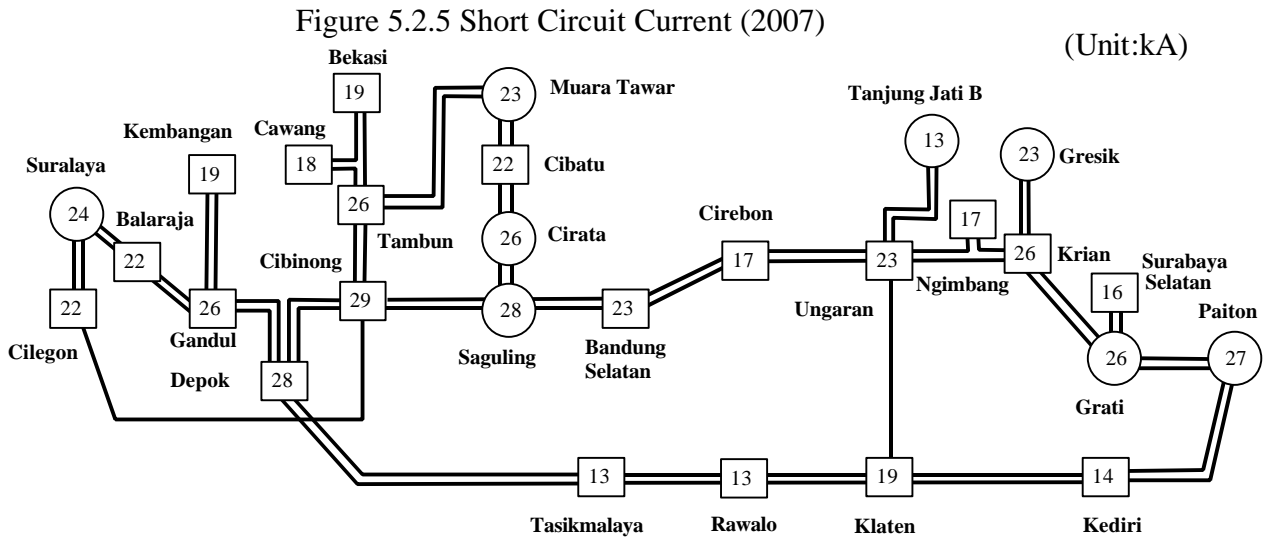 Figure 5.2.5 Short Circuit Current (2007)
(Unit:kA)
Bekasi
19
23
Muara Tawar
Tanjung Jati B
Kembangan
Cawang
13
23
Gresik
18
22
Cibatu
Suralaya
19
26
Tambun
17
24
Balaraja
22
Cibinong
26
Cirata
Cirebon
17
23
Ngimbang
26
Krian
Surabaya
Selatan
22
Cilegon
26
Gandul
29
28
Saguling
23
Bandung
Selatan
Ungaran
16
Paiton
Depok
28
26
Grati
27
13
Tasikmalaya
13
Rawalo
19
Klaten
14
Kediri